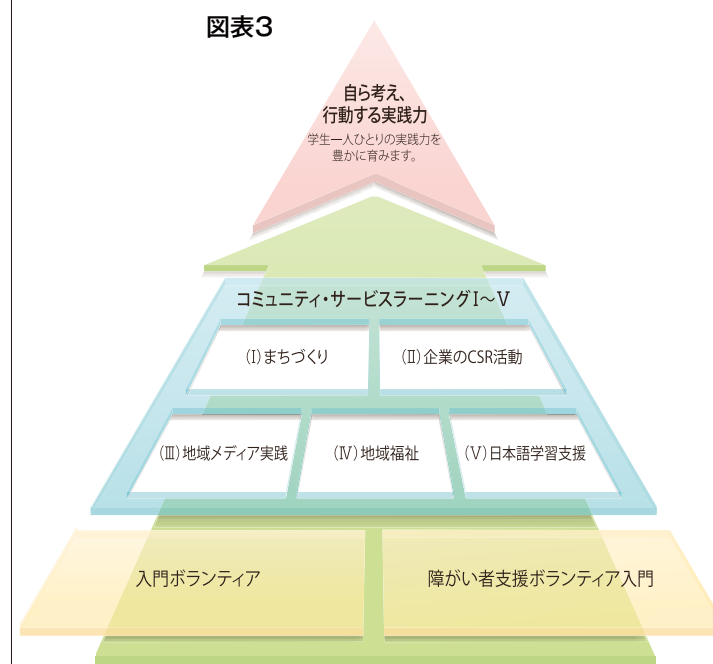 図表3
自ら考え、
行動する実践力
学生一人ひとりの実践力を
豊かに育みます。
コミュニティ・サービスラーニングⅠ～Ⅴ
（Ⅰ）まちづくり
（Ⅱ）企業のCSR活動
（Ⅲ）地域メディア実践
（Ⅳ）地域福祉
（Ⅴ）日本語学習支援
入門ボランティア
障がい者支援ボランティア入門